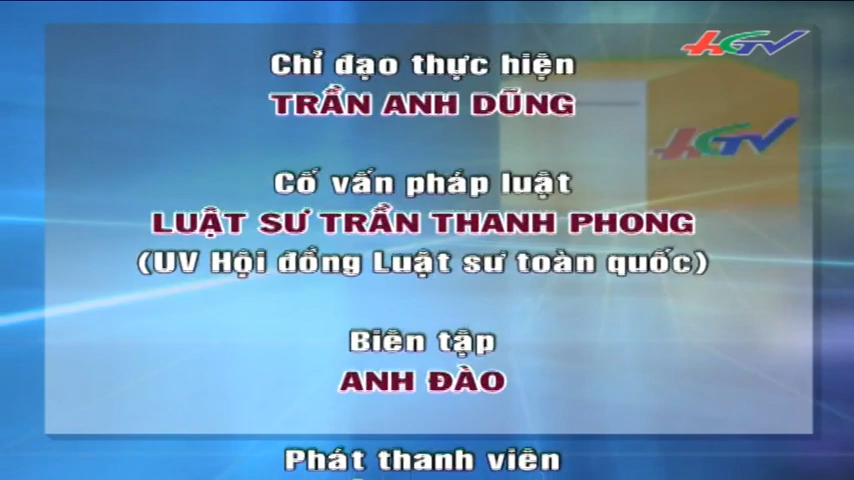 HGTV
Chỉ đạo thực hiện
TRẦN ANH DŨNG
HGTV
Cố vấn pháp luật
LUẬT SƯ TRẦN THANH PHONG
(UV Hội đồng Luật sư toàn quốc)
Biên tập
ANH ĐÀO
Phát thanh viên